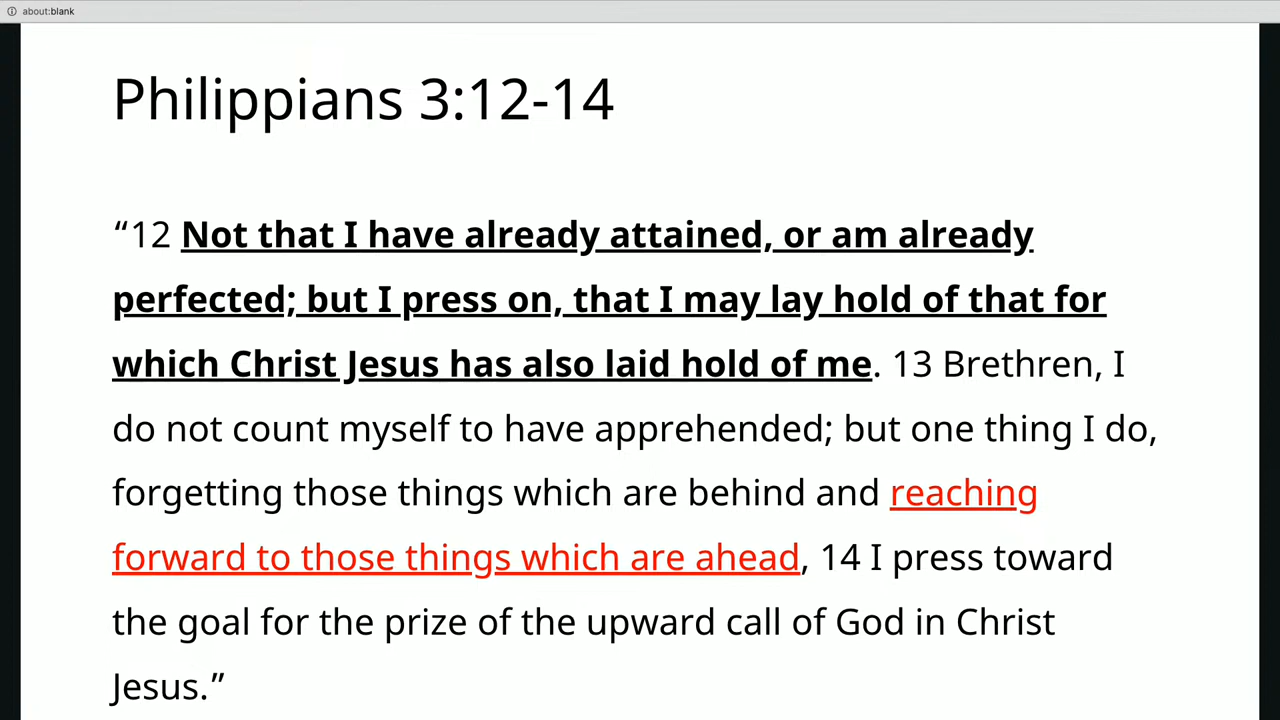 about:blank
Philippians 3:12-14
“12 Not that I have already attained, or am already
perfected; but I press on, that I may lay hold of that for
which Christ Jesus has also laid hold of me. 13 Brethren, I
do not count myself to have apprehended; but one thing I do,
forgetting those things which are behind and reaching
forward to those things which are ahead, 14 I press toward
the goal for the prize of the upward call of God in Christ
Jesus.”